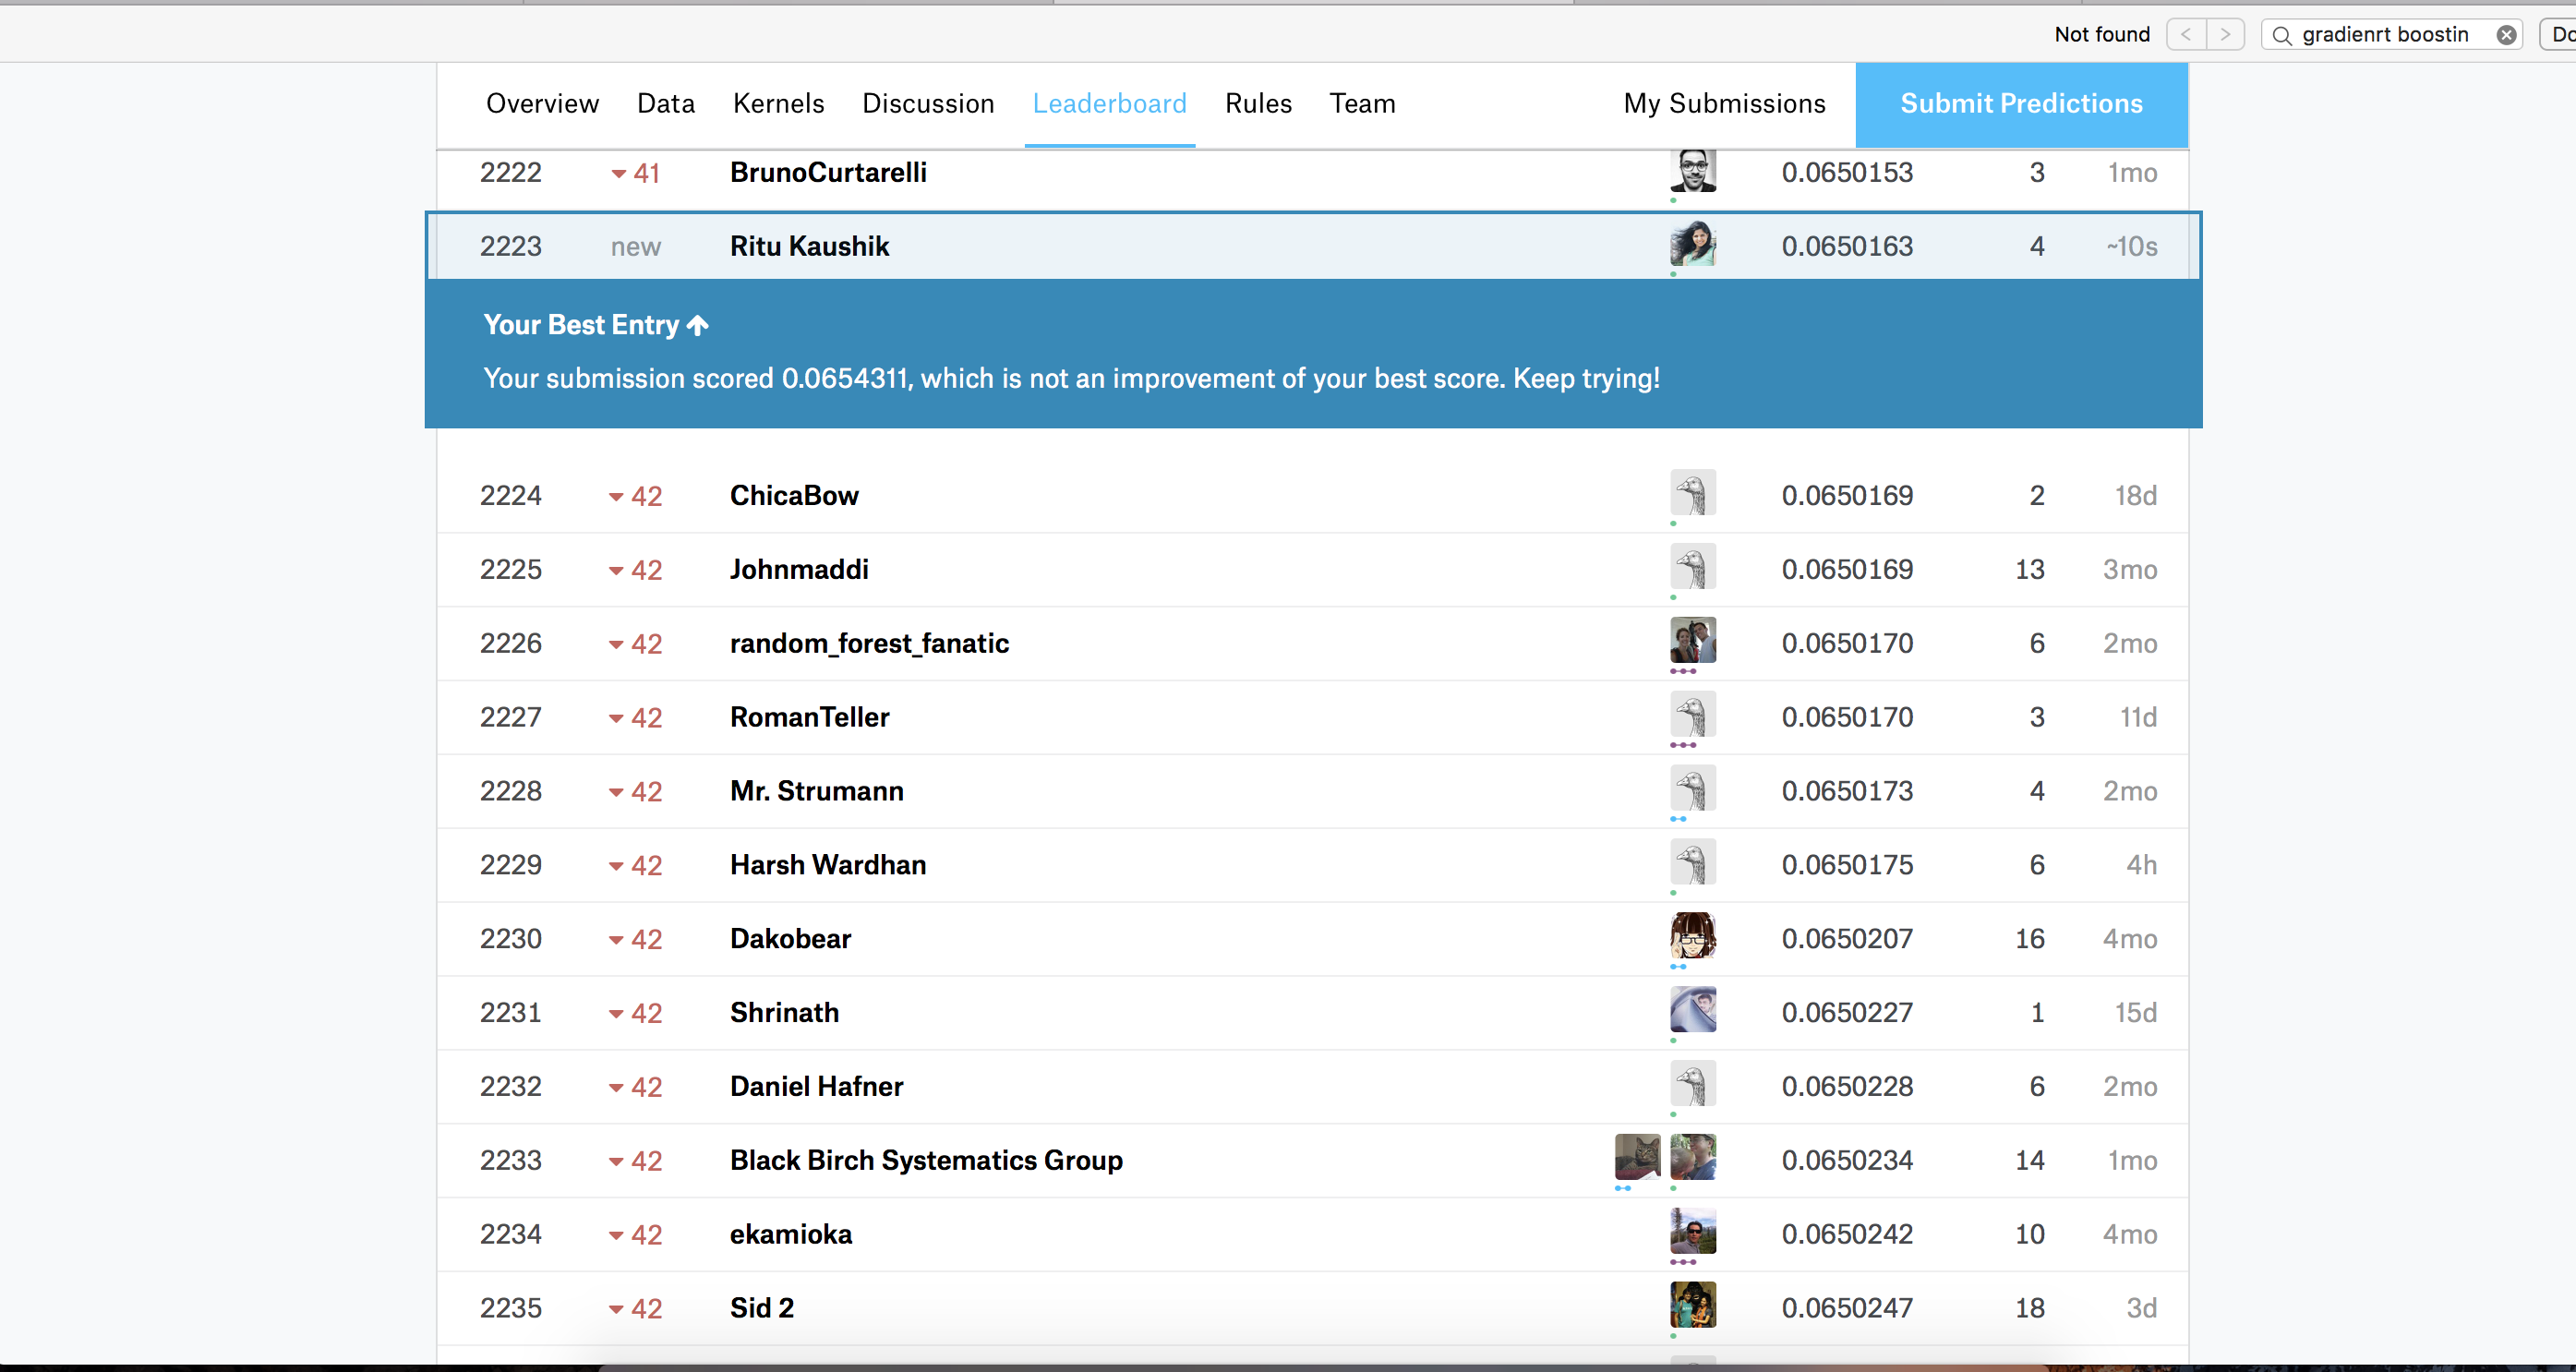 Not found < > gradienrt boostin Do
Overview Data Kernels Discussion Leaderboard Rules Team My Submissions Submit Predictions
2222 41 BrunoCurtarelli 0.0650153 3 1mo
2223 new Ritu Kaushik 0.0650163 4 ~10s
Your Best Entry
Your submission scored 0.0654311, which is not an improvement of your best score. Keep trying!
2224 42 ChicaBow 0.0650169 2 18d
2225 42 Johnmaddi 0.0650169 13 3mo
2226 42 random_forest_fanatic 0.0650170 6 2mo
2227 42 RomanTeller 0.0650170 3 11d
2228 42 Mr. Strumann 0.0650173 4 2mo
2229 42 Harsh Wardhan 0.0650175 6 4h
2230 42 Dakobear 0.0650207 16 4mo
2231 42 Shrinath 0.0650227 1 15d
2232 42 Daniel Hafner 0.0650228 6 2mo
2233 42 Black Birch Systematics Group 0.0650234 14 1mo
2234 42 ekamioka 0.0650242 10 4mo
2235 42 Sid 2 0.0650247 18 3d